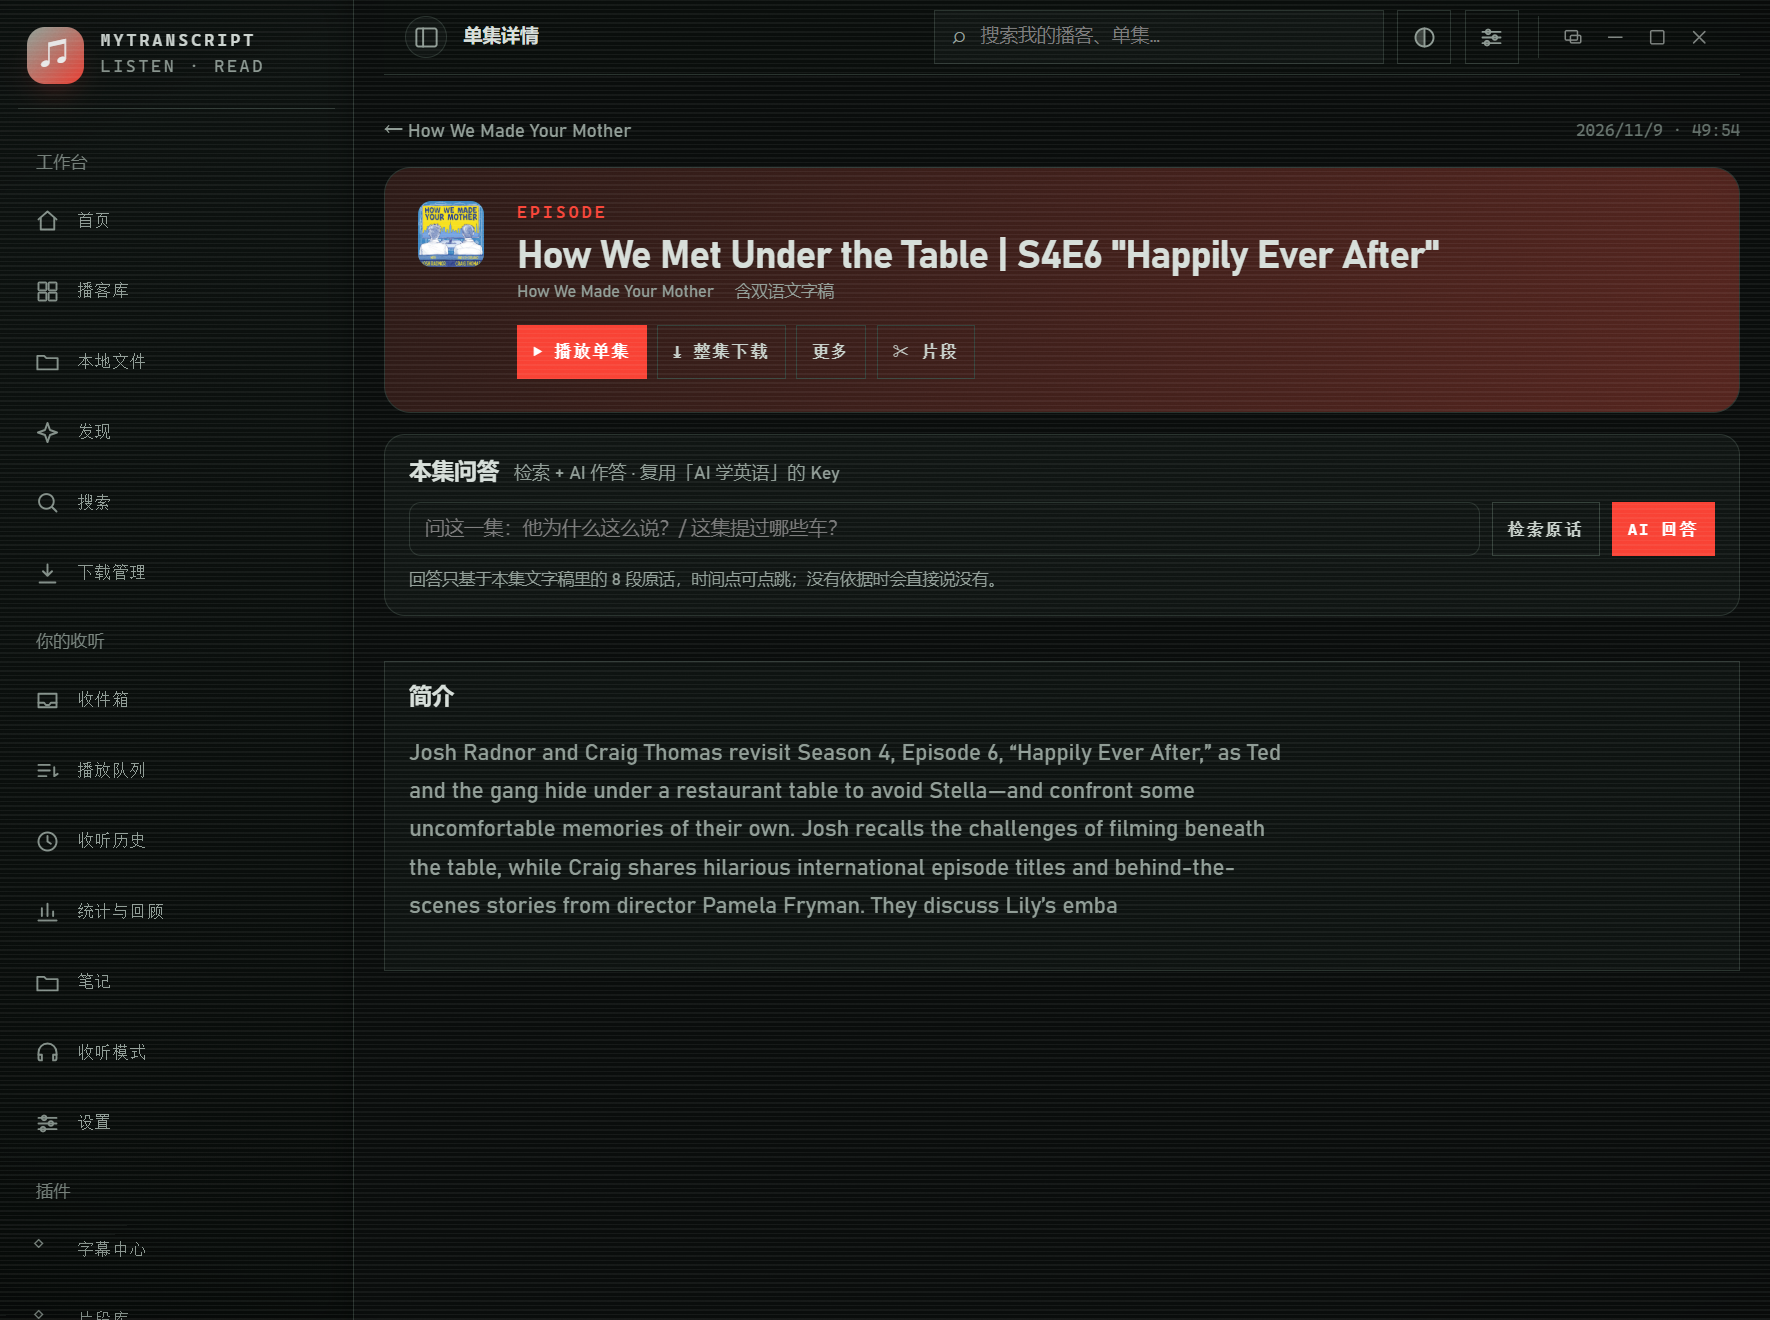 MYTRANSCRIPT
LISTEN · READ
工作台
首页
播客库
本地文件
发现
搜索
下载管理
你的收听
收件箱
播放队列
收听历史
统计与回顾
笔记
收听模式
设置
插件
字幕中心
片段库
单集详情
搜索我的播客、单集...
← How We Made Your Mother
2026/11/9 · 49:54
HOW WE MADE
YOUR MOTHER
EPISODE
How We Met Under the Table | S4E6 "Happily Ever After"
How We Made Your Mother 含双语文字稿
播放单集
整集下载
更多
片段
本集问答 检索 + AI 作答 · 复用「AI 学英语」的 Key
问这一集：他为什么这么说？/ 这集提过哪些车？
检索原话
AI 回答
回答只基于本集文字稿里的 8 段原话，时间点可点跳；没有依据时会直接说没有。
简介
Josh Radnor and Craig Thomas revisit Season 4, Episode 6, “Happily Ever After,” as Ted
and the gang hide under a restaurant table to avoid Stella—and confront some
uncomfortable memories of their own. Josh recalls the challenges of filming beneath
the table, while Craig shares hilarious international episode titles and behind-the-
scenes stories from director Pamela Fryman. They discuss Lily’s emba